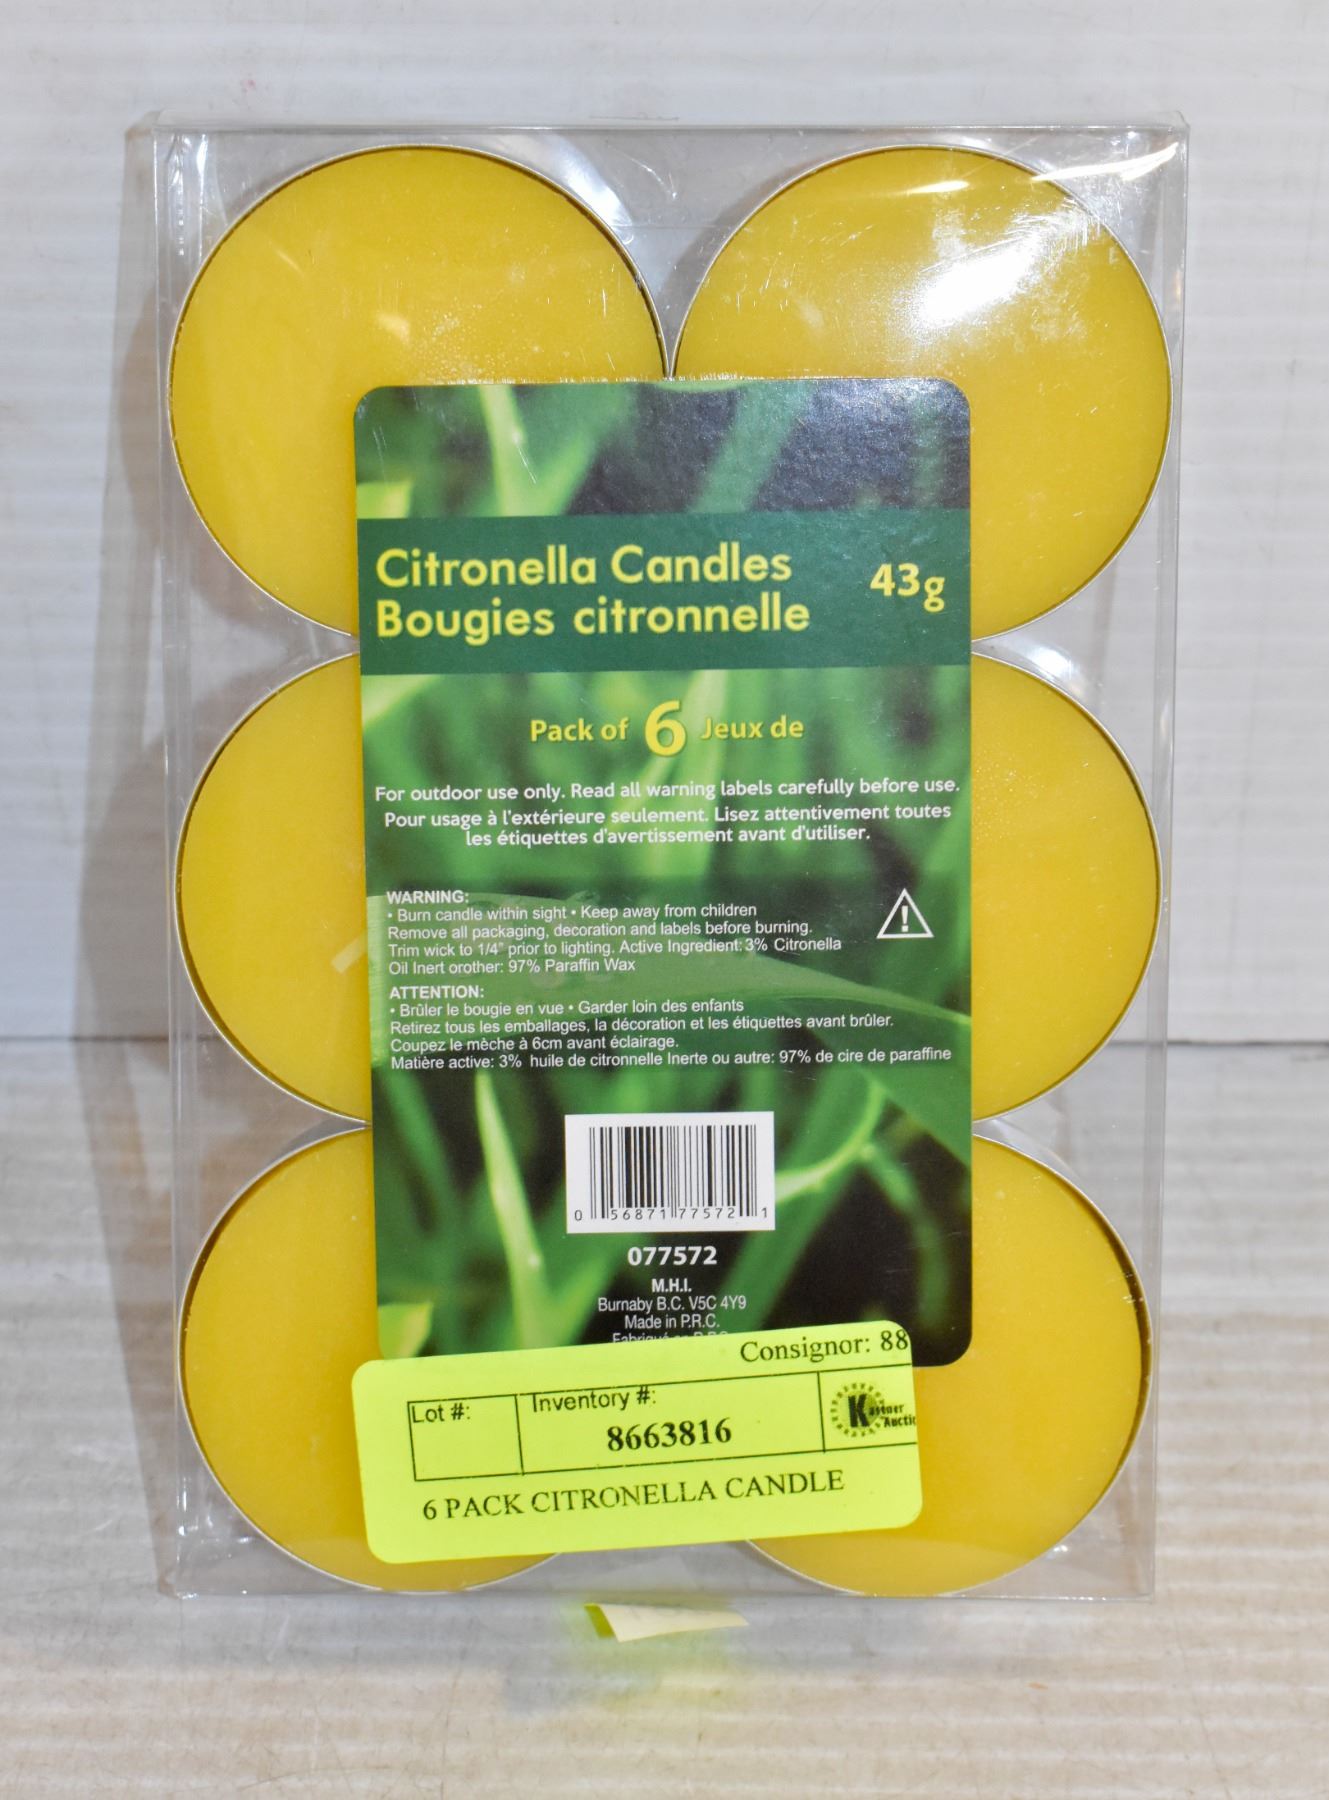 Citronella Candles
Bougies citronnelle
43g
Pack of 6 Jeux de
For outdoor use only. Read all warning labels carefully before use.
Pour usage à l'extérieure seulement. Lisez attentivement toutes
les étiquettes d'avertissement avant d'utiliser.
WARNING:
• Burn candle within sight • Keep away from children
Remove all packaging, decoration and labels before burning.
Trim wick to 1/4" prior to lighting. Active Ingredient: 3% Citronella
Oil Inert orother: 97% Paraffin Wax
ATTENTION:
• Brûler le bougie en vue • Garder loin des enfants
Retirez tous les emballages, la décoration et les étiquettes avant brûler.
Coupez le mèche à 6cm avant éclairage.
Matière active: 3% huile de citronnelle Inerte ou autre: 97% de cire de paraffine
0 56871 77572 1
077572
M.H.I.
Burnaby B.C. V5C 4Y9
Made in P.R.C.
Consignor: 88
Lot #:
Inventory #:
8663816
6 PACK CITRONELLA CANDLE